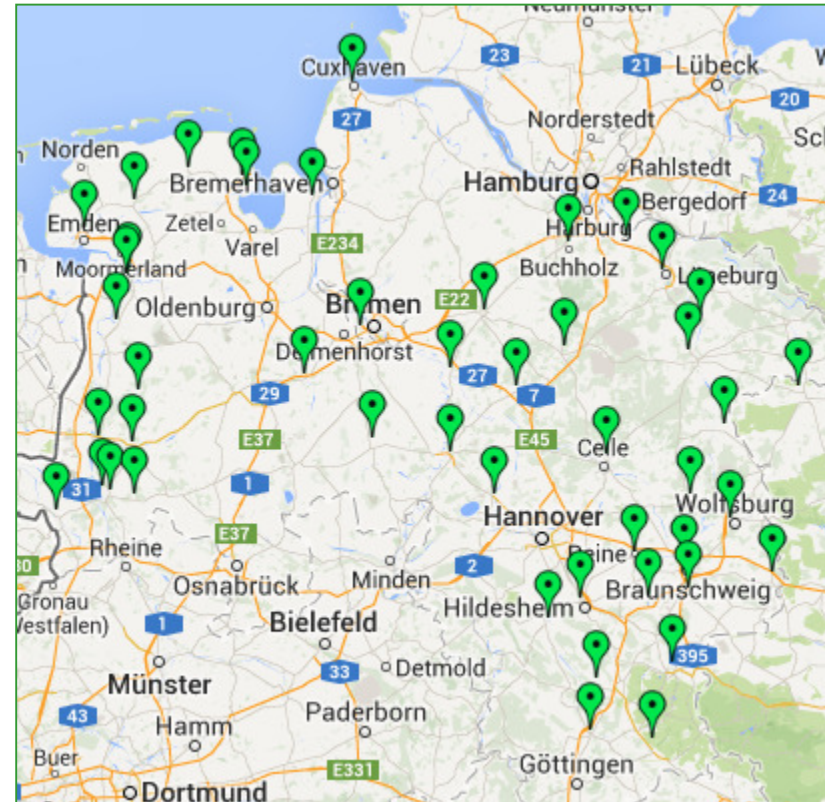 Neumünster
23
Cuxhaven
21
Lübeck
27
20
Norderstedt
Norden
Bremerhaven
Hamburg
Rahlstedt
24
Bergedorf
Emden
Zetel
Varel
E234
Harburg
Moormerland
Buchholz
Lüneburg
Oldenburg
Bremen
E22
Delmenhorst
27
29
7
E37
E45
Celle
31
1
Wolfsburg
Hannover
E37
Rheine
Peine
30
Osnabrück
Minden
2
Braunschweig
Gronau
Hildesheim
Westfalen)
1
Bielefeld
395
33
Detmold
Münster
43
Paderborn
Hamm
Buer
E331
Göttingen
Dortmund